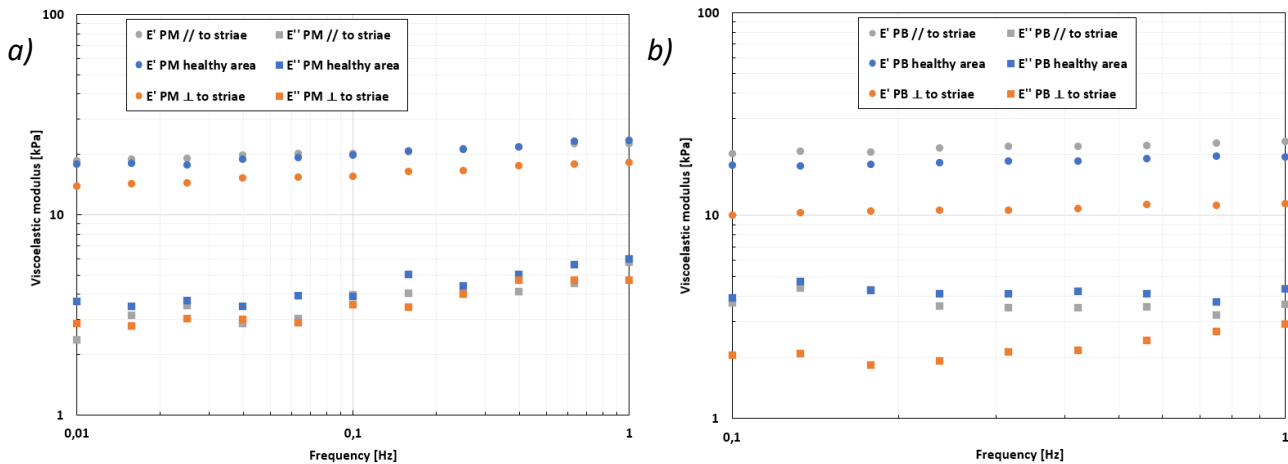 a)
100
10
1
Viscoelastic modulus [kPa]
E' PM // to striae E'' PM // to striae
E' PM healthy area E'' PM healthy area
E' PM ⊥ to striae E'' PM ⊥ to striae
0,01 0,1 1
Frequency [Hz]
b)
100
10
1
Viscoelastic modulus [kPa]
E' PB // to striae E'' PB // to striae
E' PB healthy area E'' PB healthy area
E' PB ⊥ to striae E'' PB ⊥ to striae
0,1 1
Frequency [Hz]